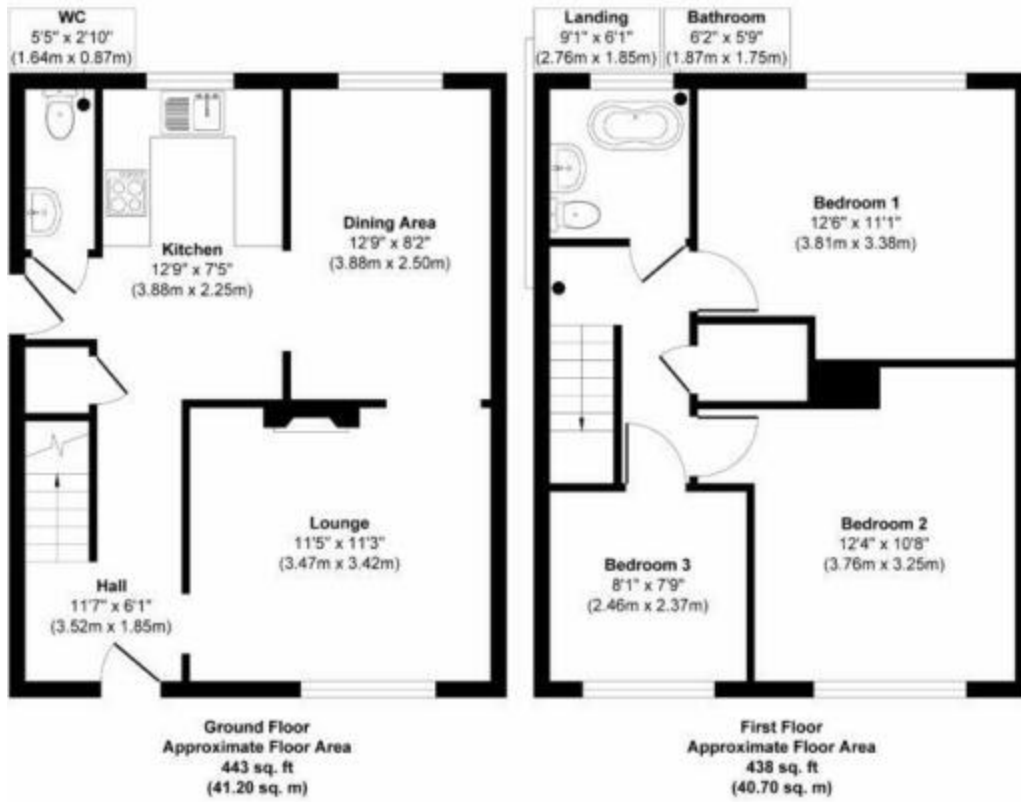 WC
5'5" x 2'10"
(1.64m x 0.87m)
Kitchen
12'9" x 7'5"
(3.88m x 2.25m)
Dining Area
12'9" x 8'2"
(3.88m x 2.50m)
Lounge
11'5" x 11'3"
(3.47m x 3.42m)
Hall
11'7" x 6'1"
(3.52m x 1.85m)
Ground Floor
Approximate Floor Area
443 sq. ft
(41.20 sq. m)
Landing
9'1" x 6'1"
(2.76m x 1.85m)
Bathroom
6'2" x 5'9"
(1.87m x 1.75m)
Bedroom 1
12'6" x 11'1"
(3.81m x 3.38m)
Bedroom 2
12'4" x 10'8"
(3.76m x 3.25m)
Bedroom 3
8'1" x 7'9"
(2.46m x 2.37m)
First Floor
Approximate Floor Area
438 sq. ft
(40.70 sq. m)